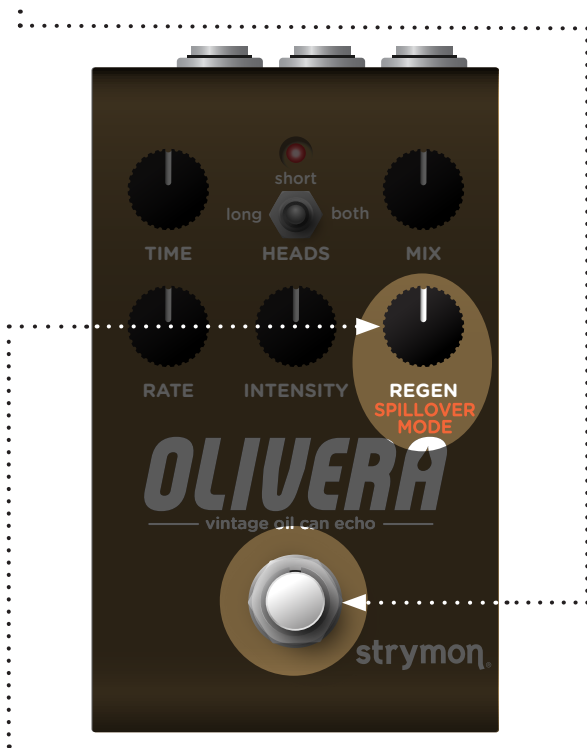 short
long both
TIME HEADS MIX
RATE INTENSITY REGEN
SPILLOVER
MODE
OLIVERA
vintage oil can echo
strymon®